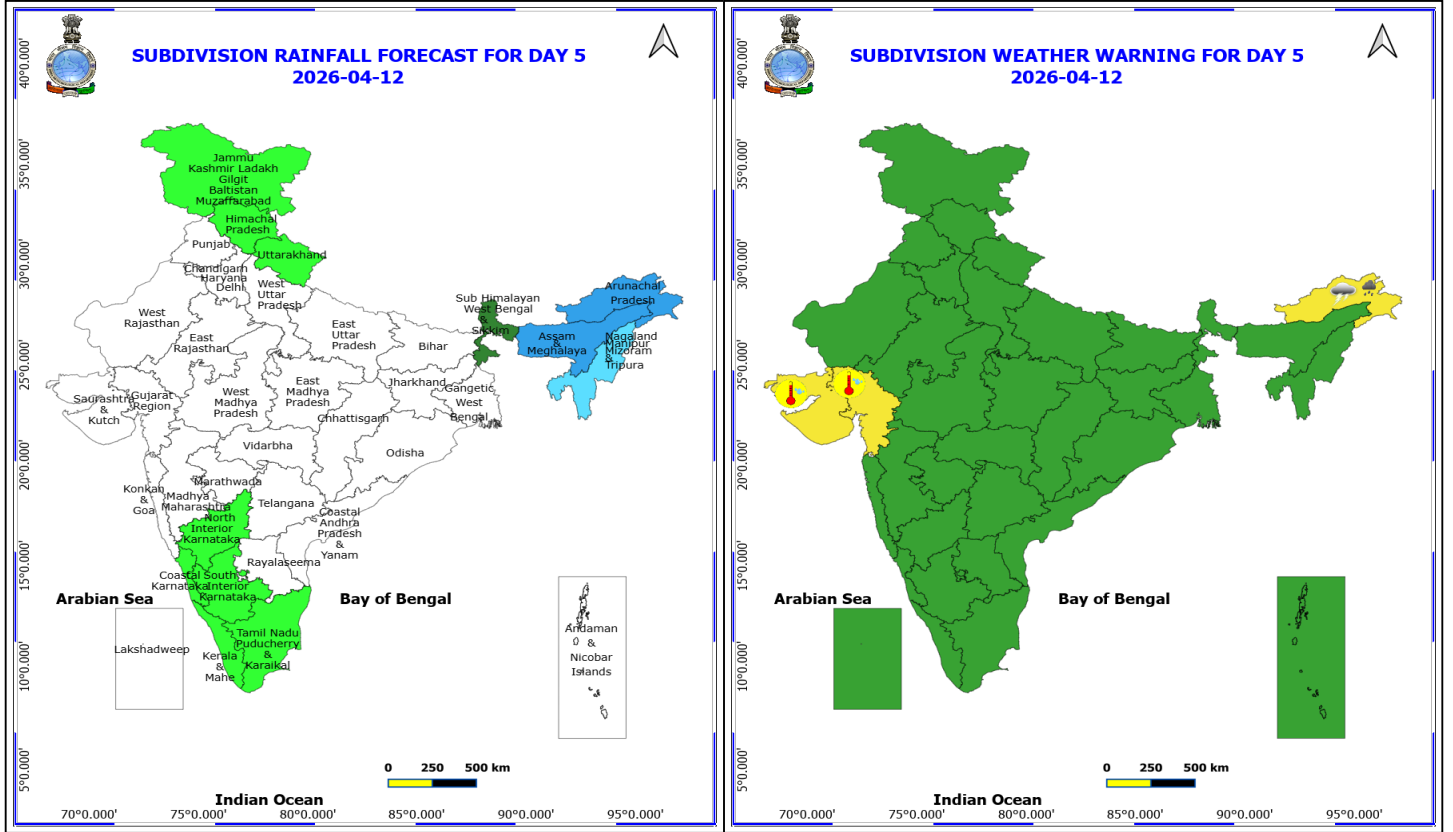 SUBDIVISION RAINFALL FORECAST FOR DAY 5
2026-04-12
40°0.000'
35°0.000'
30°0.000'
25°0.000'
20°0.000'
15°0.000'
10°0.000'
5°0.000'
Jammu
Kashmir Ladakh
Gilgit
Baltistan
Muzaffarabad
Himachal
Pradesh
Punjab
Uttarakhand
Chandigarh
Haryana
Delhi
West
Uttar
Pradesh
Sub Himalayan
West Bengal
&
Sikkim
Arunachal
Pradesh
West
Rajasthan
East
Rajasthan
East
Uttar
Pradesh
Bihar
Assam
&
Meghalaya
Nagaland
Manipur
Mizoram
&
Tripura
Saurashtra
&
Kutch
Gujarat
Region
West
Madhya
Pradesh
East
Madhya
Pradesh
Jharkhand
Gangetic
West
Bengal
Chhattisgarh
Vidarbha
Odisha
Konkan
&
Goa
Madhya
Maharashtra
Marathwada
Telangana
North
Interior
Karnataka
Coastal
Andhra
Pradesh
&
Yanam
Rayalaseema
Coastal
Karnataka
South
Interior
Karnataka
Arabian Sea
Bay of Bengal
Lakshadweep
Kerala
&
Mahe
Tamil Nadu
Puducherry
&
Karaikal
Andaman
&
Nicobar
Islands
0 250 500 km
Indian Ocean
70°0.000' 75°0.000' 80°0.000' 85°0.000' 90°0.000' 95°0.000'
SUBDIVISION WEATHER WARNING FOR DAY 5
2026-04-12
40°0.000'
35°0.000'
30°0.000'
25°0.000'
20°0.000'
15°0.000'
10°0.000'
5°0.000'
Arabian Sea
Bay of Bengal
0 250 500 km
Indian Ocean
70°0.000' 75°0.000' 80°0.000' 85°0.000' 90°0.000' 95°0.000'